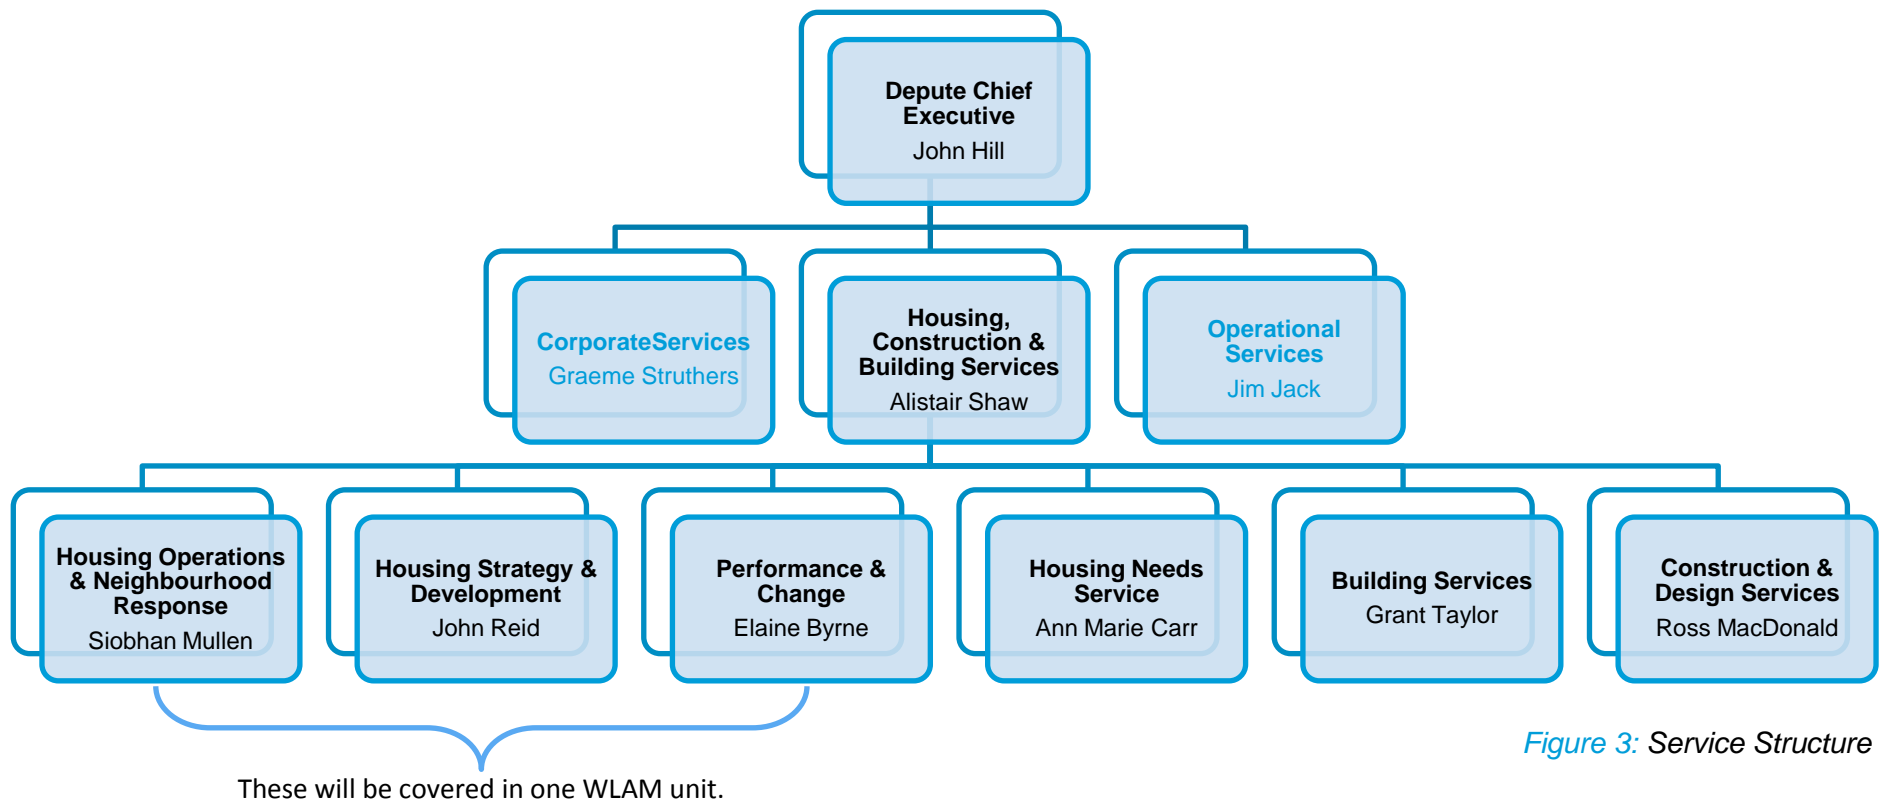 Depute Chief
Executive
John Hill
CorporateServices
Graeme Struthers
Housing,
Construction &
Building Services
Alistair Shaw
Operational
Services
Jim Jack
Housing Operations
& Neighbourhood
Response
Siobhan Mullen
Housing Strategy &
Development
John Reid
Performance &
Change
Elaine Byrne
Housing Needs
Service
Ann Marie Carr
Building Services
Grant Taylor
Construction &
Design Services
Ross MacDonald
Figure 3: Service Structure
These will be covered in one WLAM unit.